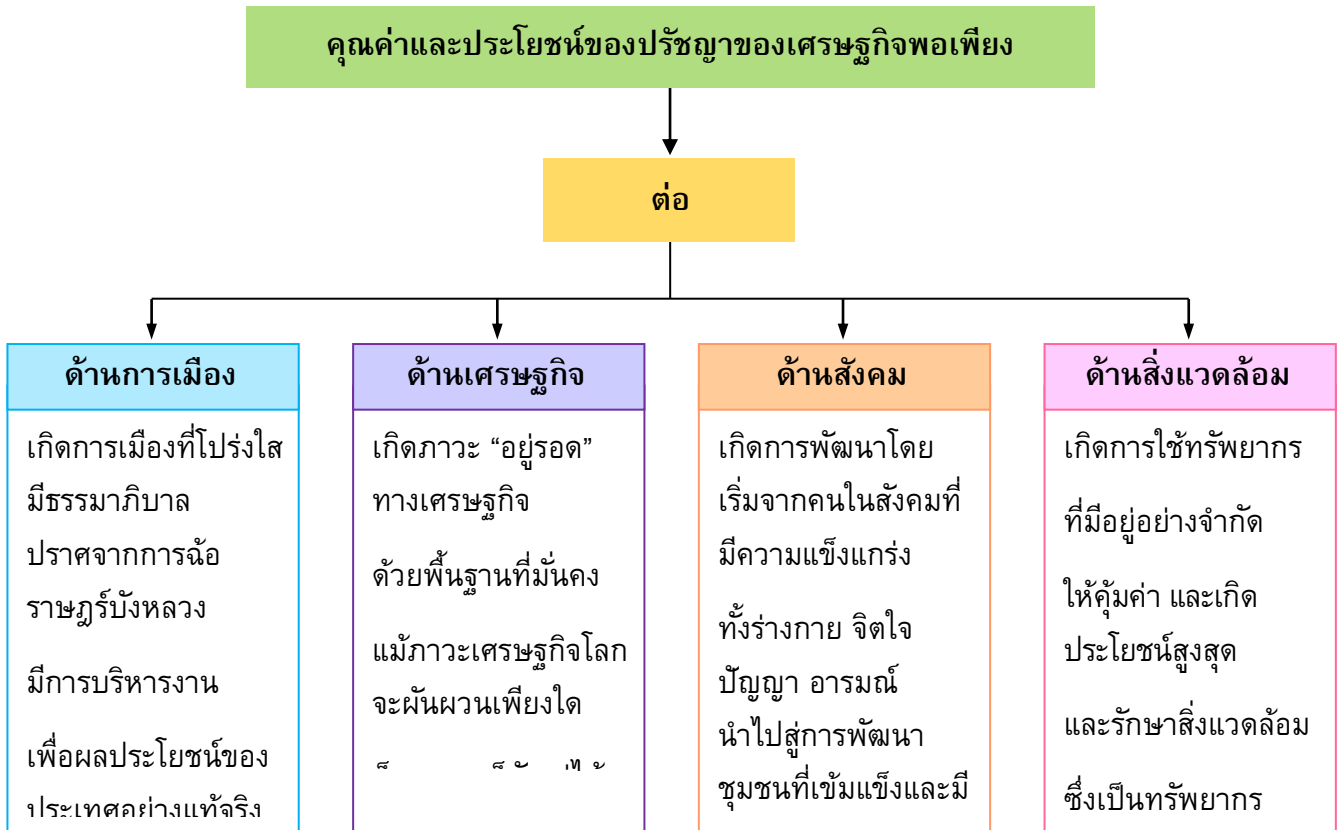 คุณค่าและประโยชน์ของปรัชญาของเศรษฐกิจพอเพียง
ต่อ
ด้านการเมือง
เกิดการเมืองที่โปร่งใส
มีธรรมาภิบาล
ปราศจากการฉ้อ
ราษฎร์บังหลวง
มีการบริหารงาน
เพื่อผลประโยชน์ของ
ประเทศอย่างแท้จริง
ด้านเศรษฐกิจ
เกิดภาวะ “อยู่รอด”
ทางเศรษฐกิจ
ด้วยพื้นฐานที่มั่นคง
แม้ภาวะเศรษฐกิจโลก
จะผันผวนเพียงใด
ด้านสังคม
เกิดการพัฒนาโดย
เริ่มจากคนในสังคมที่
มีความแข็งแกร่ง
ทั้งร่างกาย จิตใจ
ปัญญา อารมณ์
นำไปสู่การพัฒนา
ชุมชนที่เข้มแข็งและมี
ด้านสิ่งแวดล้อม
เกิดการใช้ทรัพยากร
ที่มีอยู่อย่างจำกัด
ให้คุ้มค่า และเกิด
ประโยชน์สูงสุด
และรักษาสิ่งแวดล้อม
ซึ่งเป็นทรัพยากร